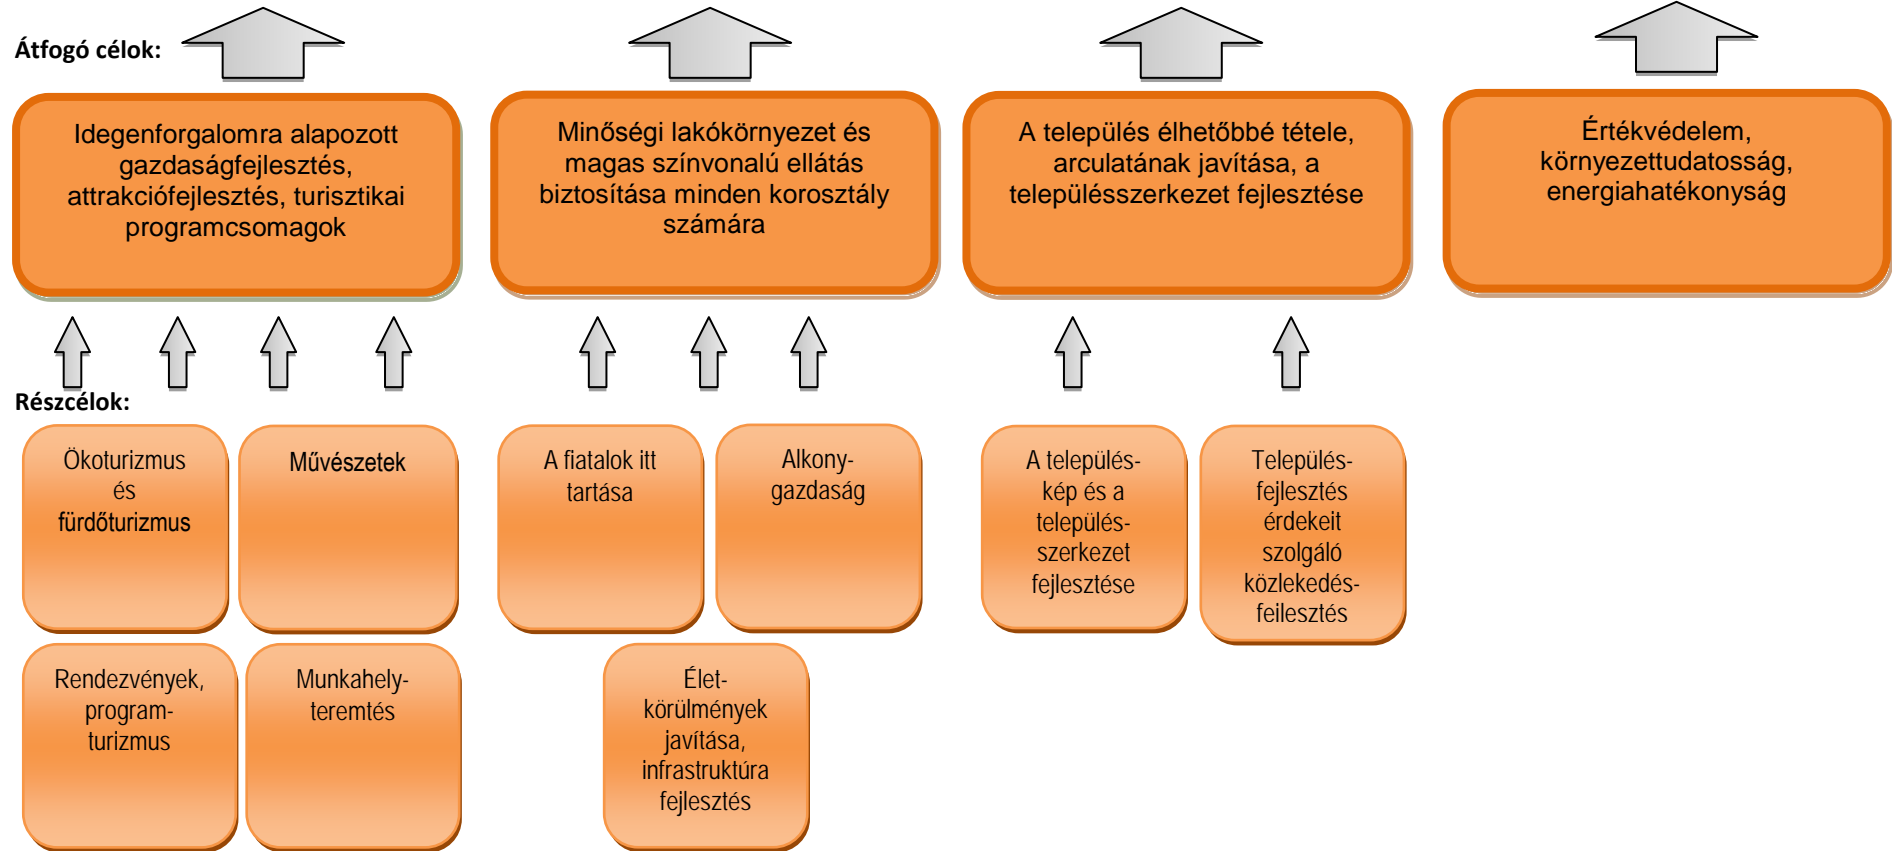 Átfogó célok:
Idegenforgalomra alapozott
gazdaságfejlesztés,
attrakciófejlesztés, turisztikai
programcsomagok
Minőségi lakókörnyezet és
magas színvonalú ellátás
biztosítása minden korosztály
számára
A település élhetőbbé tétele,
arculatának javítása, a
településszerkezet fejlesztése
Értékvédelem,
környezettudatosság,
energiahatékonyság
Részcélok:
Ökoturizmus
és
fürdőturizmus
Művészetek
A fiatalok itt
tartása
Alkony-
gazdaság
A település-
kép és a
település-
szerkezet
fejlesztése
Település-
fejlesztés
érdekeit
szolgáló
közlekedés-
fejlesztés
Rendezvények,
program-
turizmus
Munkahely-
teremtés
Élet-
körülmények
javítása,
infrastruktúra
fejlesztés